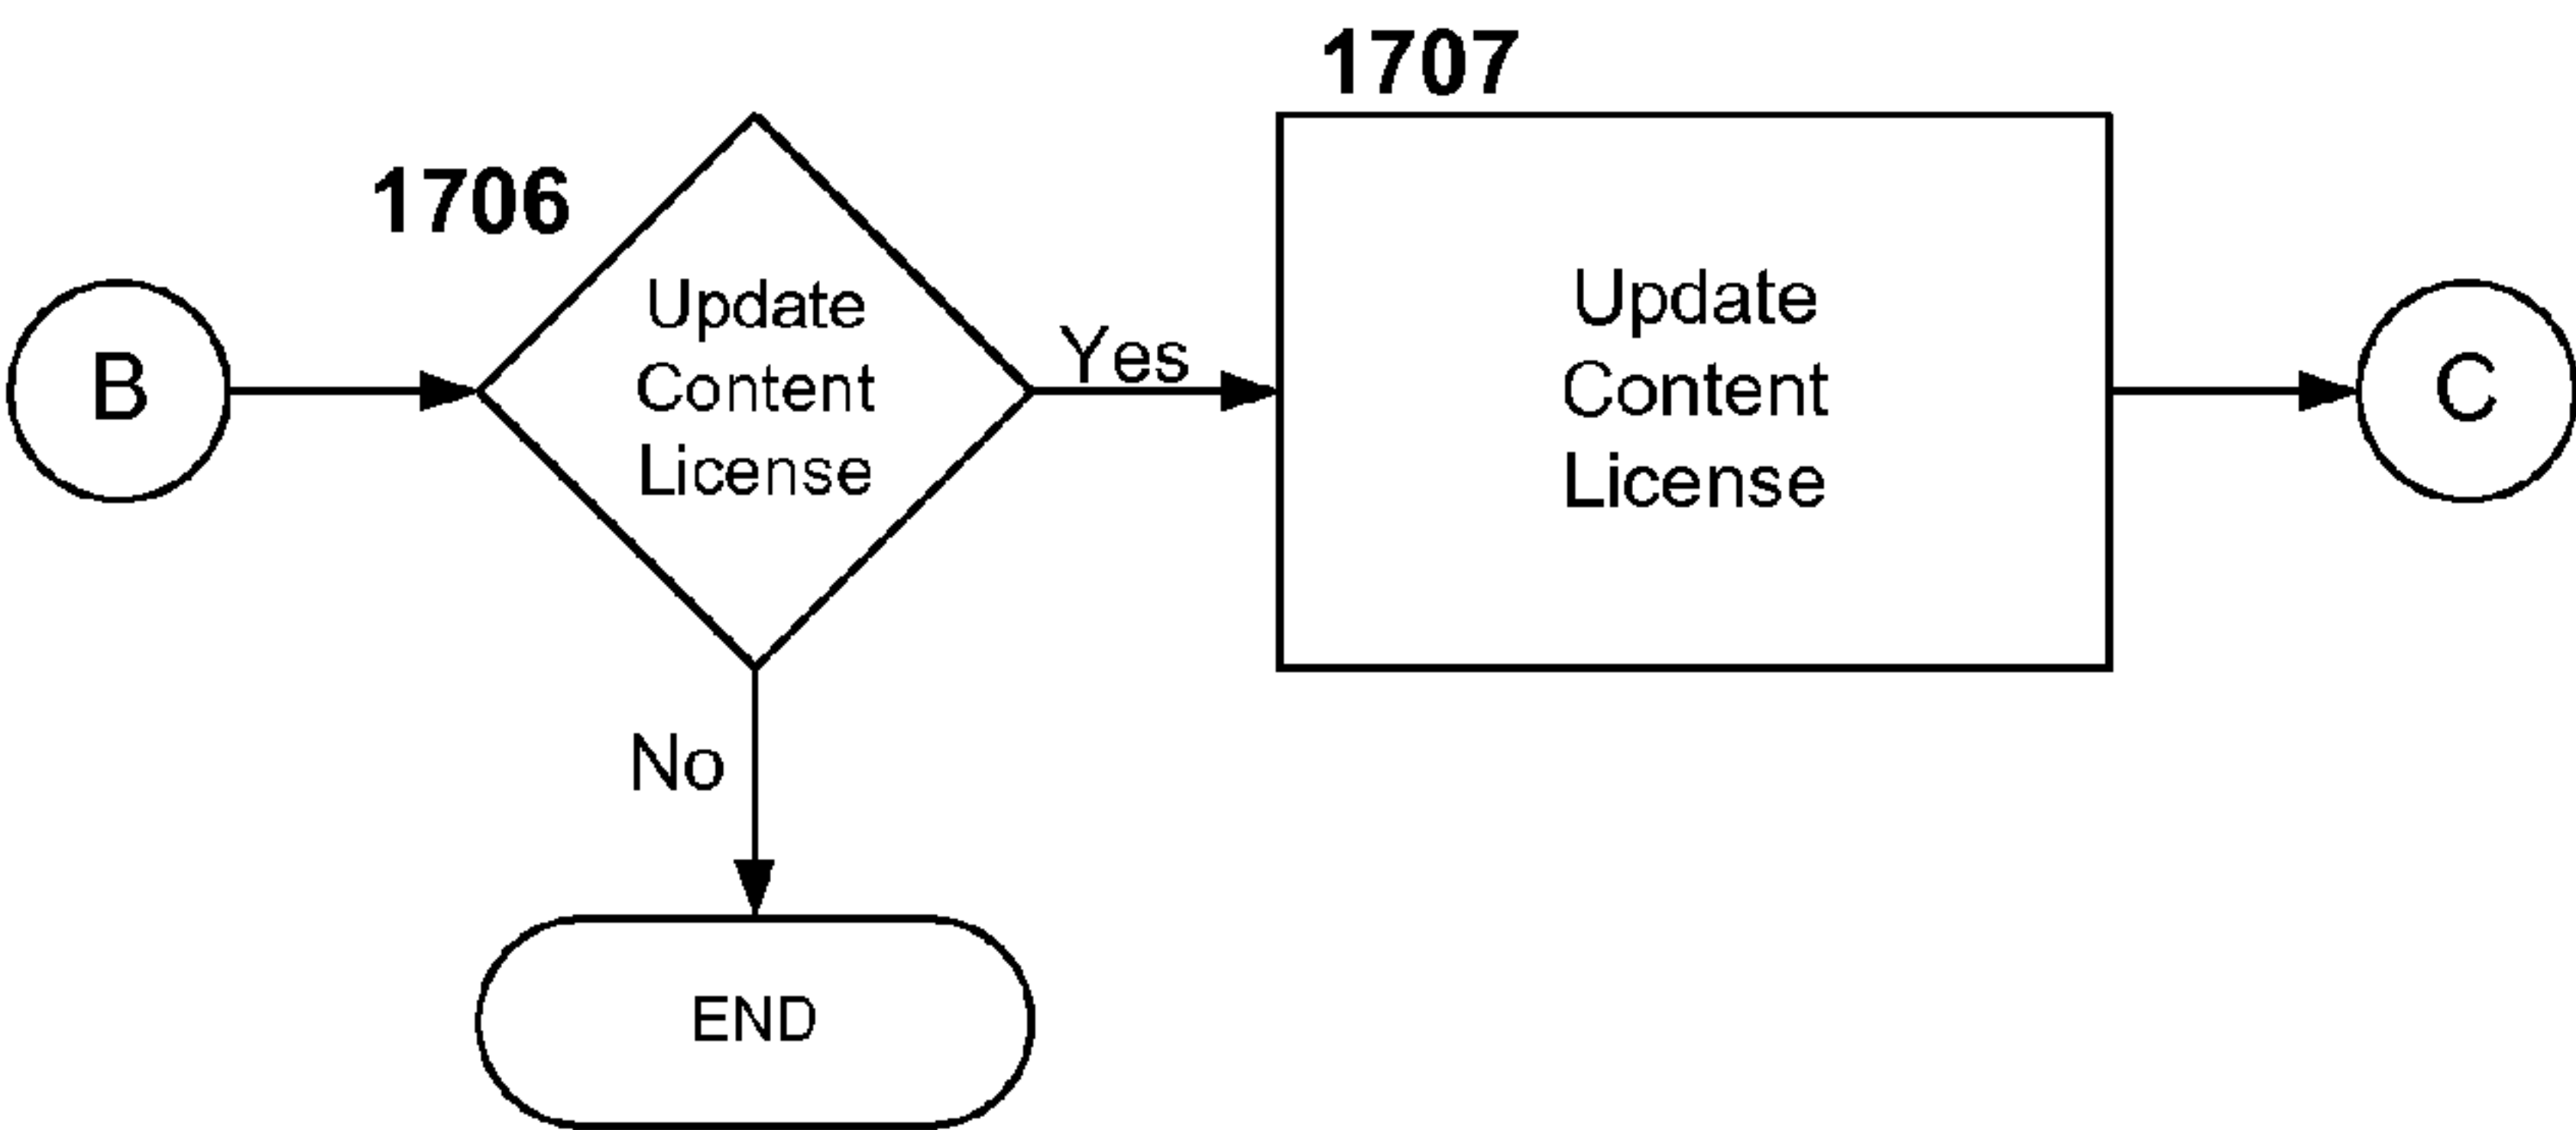 1707
1706
B
Update
Content
License
Yes
Update
Content
License
C
No
END